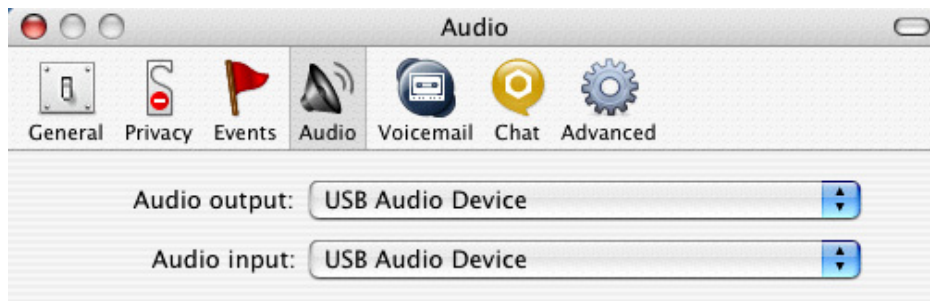 Audio
General Privacy Events Audio Voicemail Chat Advanced
Audio output: USB Audio Device
Audio input: USB Audio Device